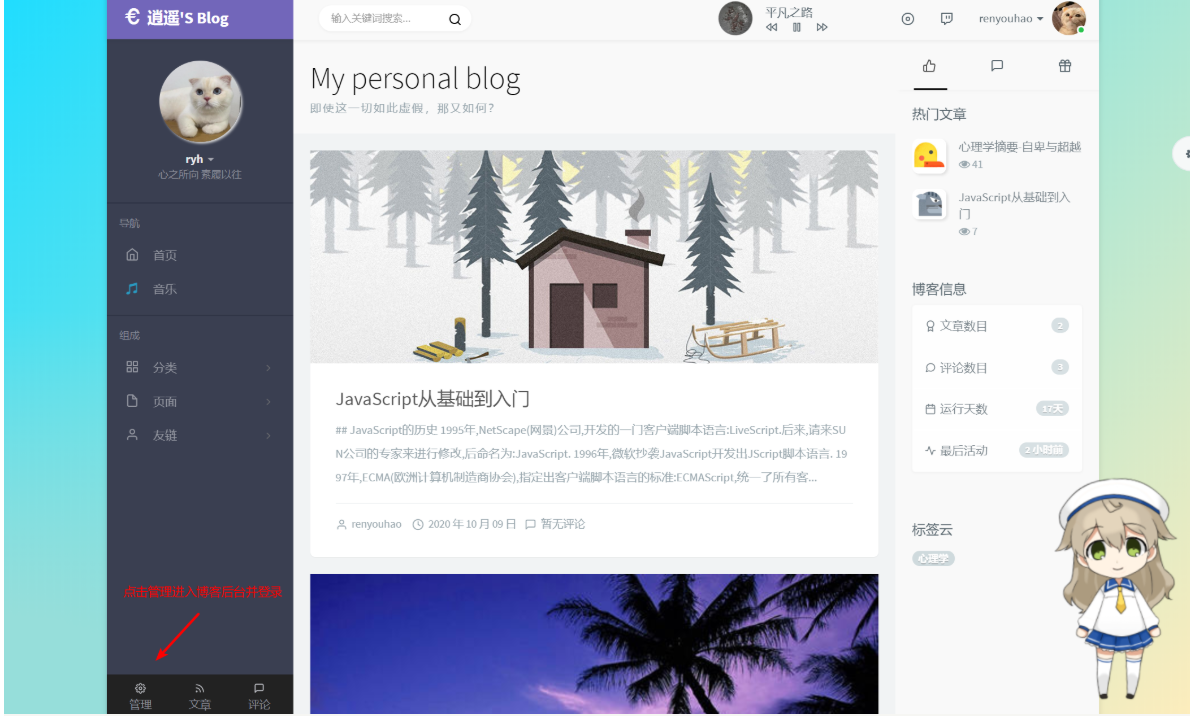 € 逍遥'S Blog
输入关键词搜索...
平凡之路
renyouhao
ryh
心之所向 素履以往
导航
首页
音乐
组成
分类
页面
友链
点击管理进入博客后台并登录
管理
文章
评论
My personal blog
即使这一切如此虚假，那又如何？
JavaScript从基础到入门
## JavaScript的历史 1995年,NetScape(网景)公司,开发的一门客户端脚本语言:LiveScript.后来,请来SU
N公司的专家来进行修改,后命名为:JavaScript. 1996年,微软抄袭JavaScript开发出JScript脚本语言. 19
97年,ECMA(欧洲计算机制造商协会),指定出客户端脚本语言的标准:ECMAScript,统一了所有客...
renyouhao 2020 年 10 月 09 日 暂无评论
热门文章
心理学摘要-自卑与超越
41
JavaScript从基础到入
门
7
博客信息
文章数目 2
评论数目 3
运行天数 17天
最后活动 2 小时前
标签云
心理学